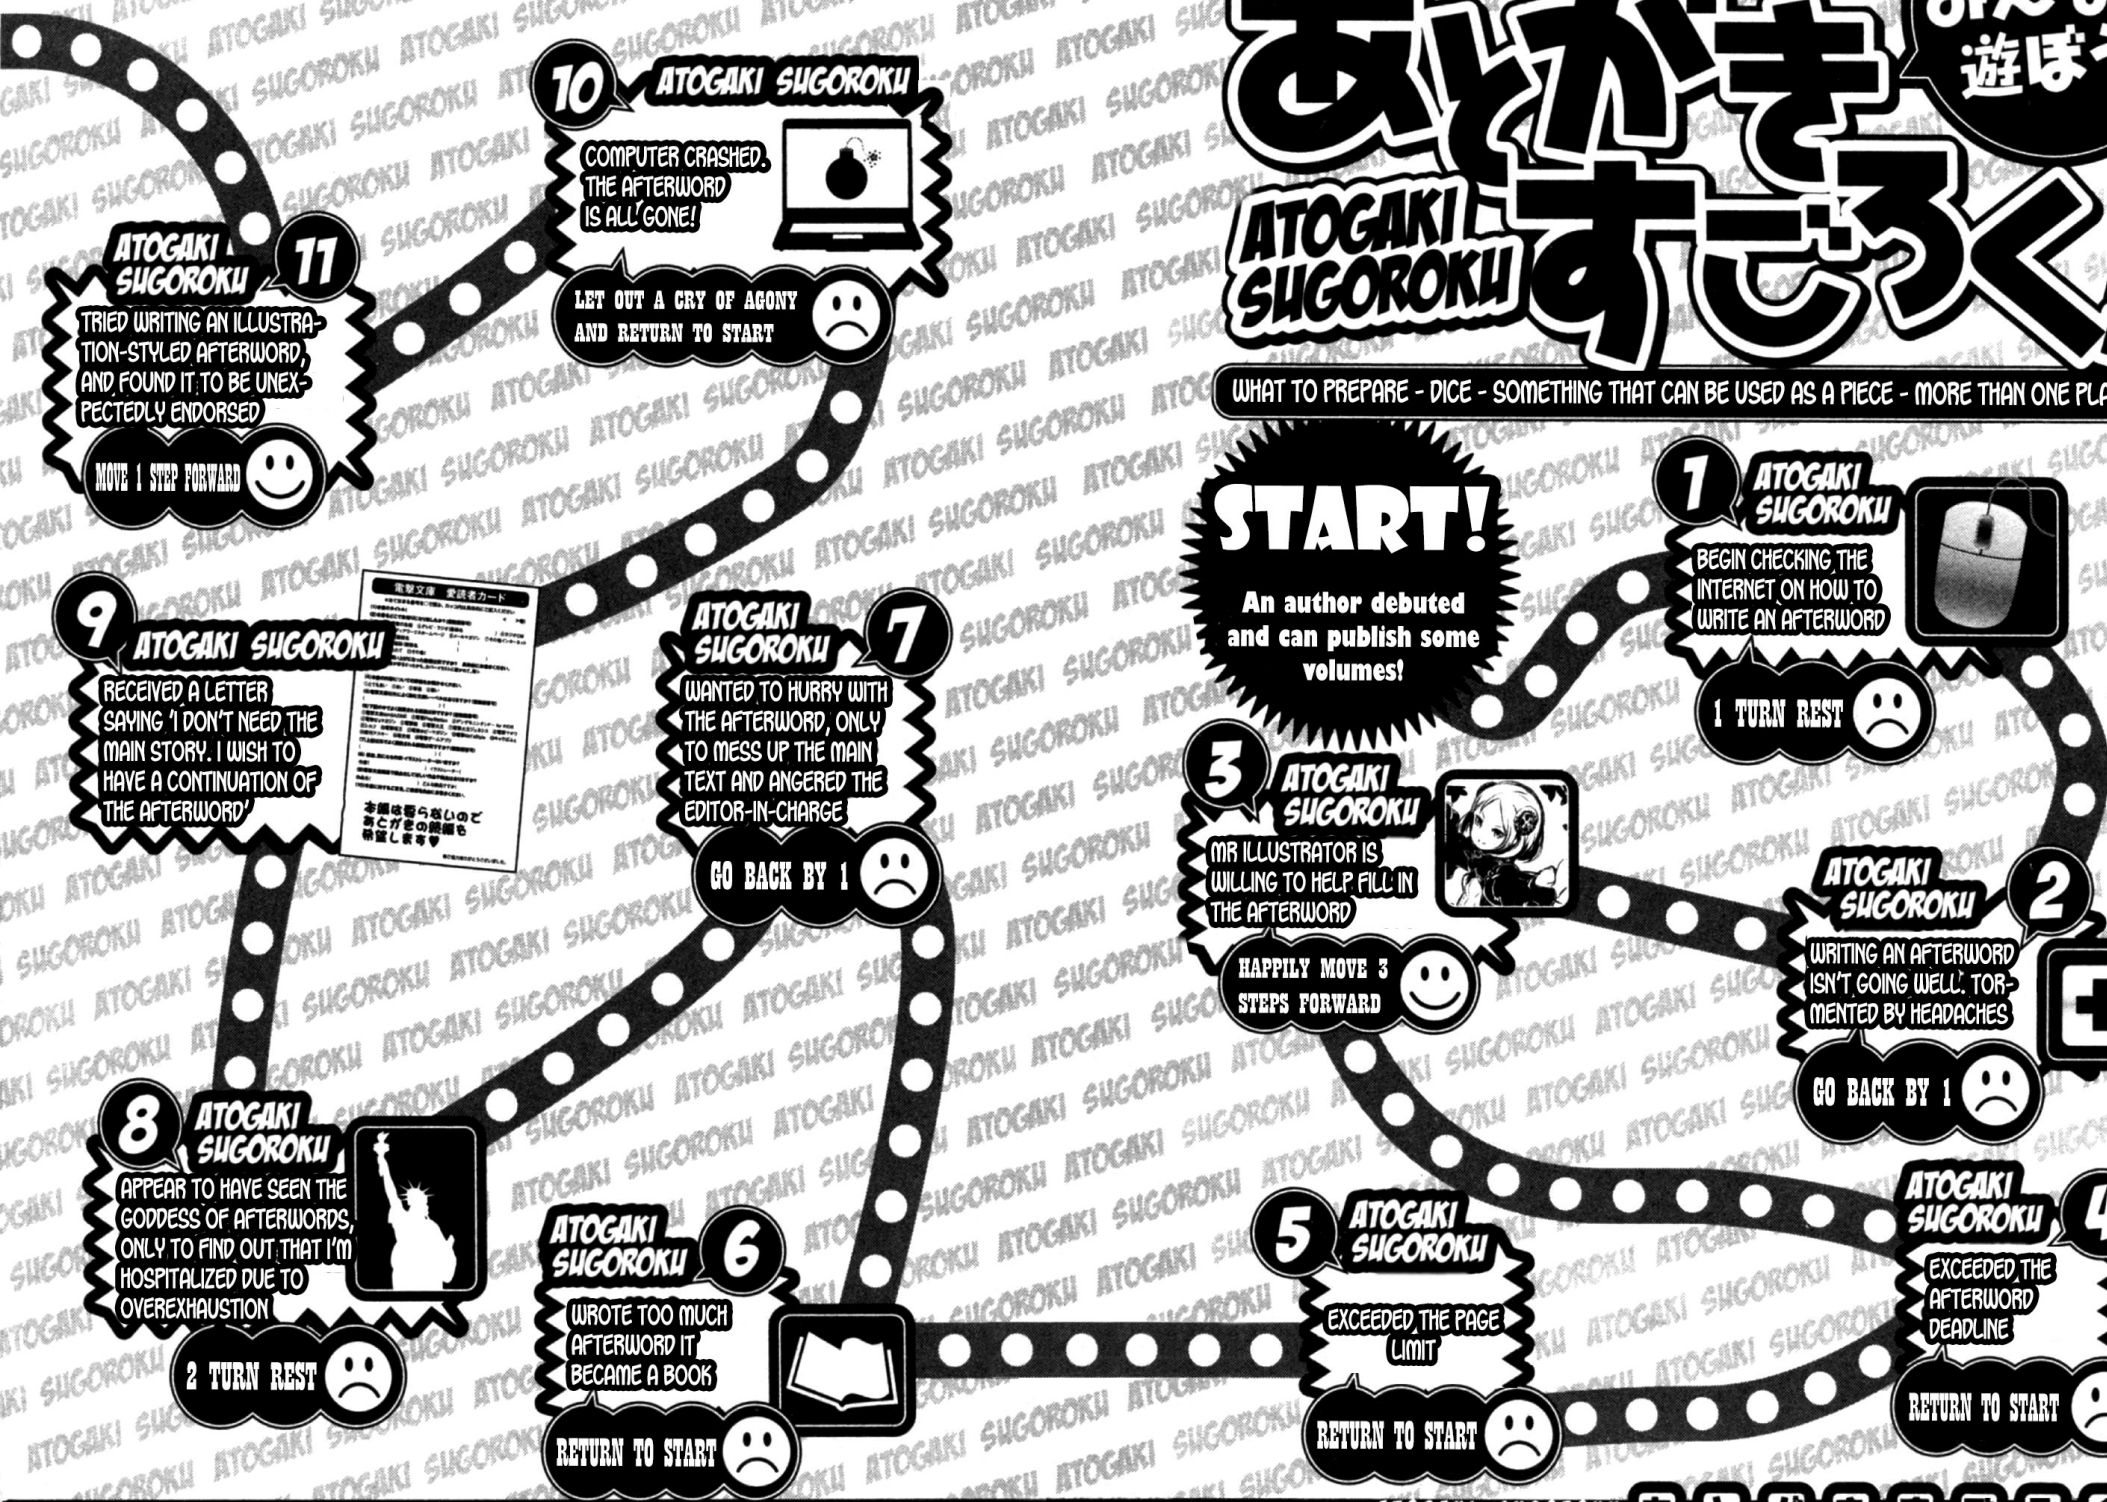 あとがき
すごろく
ATOGAKI
SUGOROKU
遊ぼ
WHAT TO PREPARE - DICE - SOMETHING THAT CAN BE USED AS A PIECE - MORE THAN ONE PLA
START!
An author debuted
and can publish some
volumes!
1
ATOGAKI
SUGOROKU
BEGIN CHECKING THE
INTERNET ON HOW TO
WRITE AN AFTERWORD
1 TURN REST
2
ATOGAKI
SUGOROKU
WRITING AN AFTERWORD
ISN'T GOING WELL. TOR-
MENTED BY HEADACHES
GO BACK BY 1
3
ATOGAKI
SUGOROKU
MR ILLUSTRATOR IS
WILLING TO HELP FILL IN
THE AFTERWORD
HAPPILY MOVE 3
STEPS FORWARD
4
ATOGAKI
SUGOROKU
EXCEEDED THE
AFTERWORD
DEADLINE
RETURN TO START
5
ATOGAKI
SUGOROKU
EXCEEDED THE PAGE
LIMIT
RETURN TO START
6
ATOGAKI
SUGOROKU
WROTE TOO MUCH
AFTERWORD IT
BECAME A BOOK
RETURN TO START
7
ATOGAKI
SUGOROKU
WANTED TO HURRY WITH
THE AFTERWORD, ONLY
TO MESS UP THE MAIN
TEXT AND ANGERED THE
EDITOR-IN-CHARGE
GO BACK BY 1
8
ATOGAKI
SUGOROKU
APPEAR TO HAVE SEEN THE
GODDESS OF AFTERWORDS,
ONLY TO FIND OUT THAT I'M
HOSPITALIZED DUE TO
OVEREXHAUSTION
2 TURN REST
9
ATOGAKI SUGOROKU
RECEIVED A LETTER
SAYING 'I DON'T NEED THE
MAIN STORY. I WISH TO
HAVE A CONTINUATION OF
THE AFTERWORD'
電撃文庫 愛読者カード
本編は要らないので
あとがきの続編も
希望します♥
10
ATOGAKI SUGOROKU
COMPUTER CRASHED.
THE AFTERWORD
IS ALL GONE!
LET OUT A CRY OF AGONY
AND RETURN TO START
11
ATOGAKI
SUGOROKU
TRIED WRITING AN ILLUSTRA-
TION-STYLED AFTERWORD,
AND FOUND IT TO BE UNEX-
PECTEDLY ENDORSED
MOVE 1 STEP FORWARD